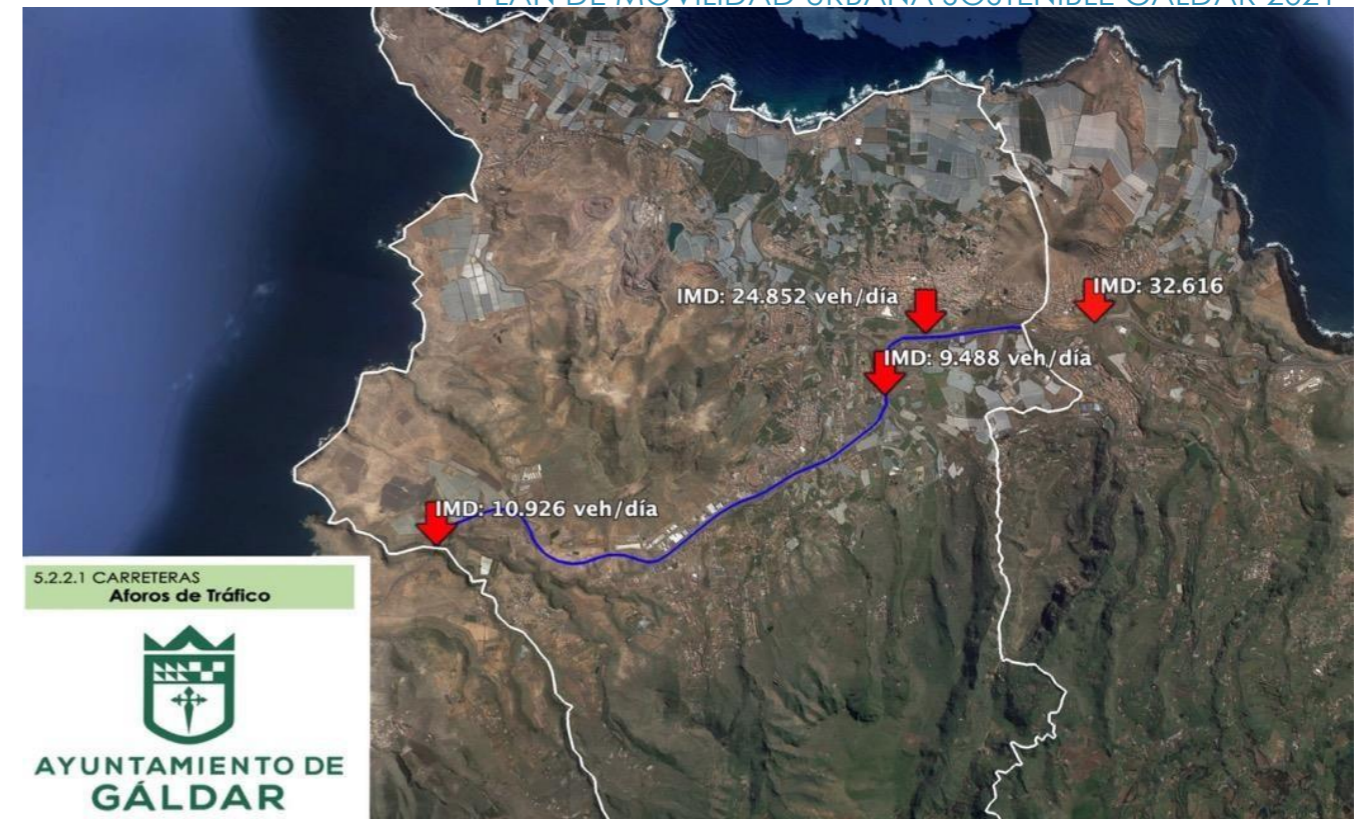 PLAN DE MOVILIDAD URBANA SOSTENIBLE GÁLDAR 2021
IMD: 24.852 veh/día
IMD: 32.616
IMD: 9.488 veh/día
IMD: 10.926 veh/día
5.2.2.1 CARRETERAS
Aforos de Tráfico
AYUNTAMIENTO DE
GÁLDAR